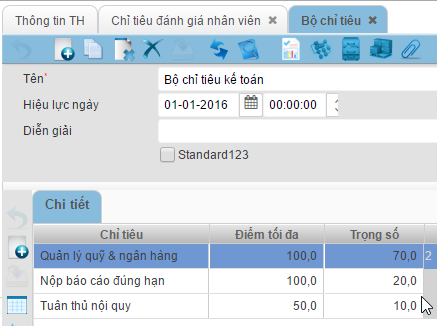 Thông tin TH Chỉ tiêu đánh giá nhân viên Bộ chỉ tiêu
Tên* Bộ chỉ tiêu kế toán
Hiệu lực ngày 01-01-2016 00:00:00
Diễn giải
Standard123
Chi tiết
Chỉ tiêu Điểm tối đa Trọng số
Quản lý quỹ & ngân hàng 100,0 70,0 2
Nộp báo cáo đúng hạn 100,0 20,0
Tuân thủ nội quy 50,0 10,0